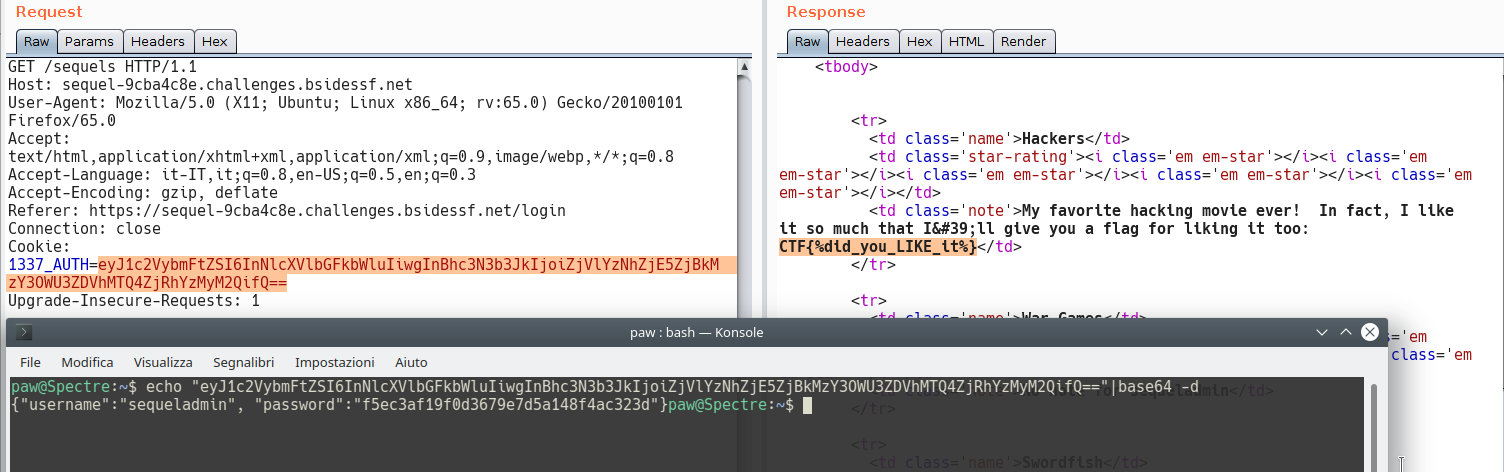 Request
Raw Params Headers Hex
GET /sequels HTTP/1.1
Host: sequel-9cba4c8e.challenges.bsidessf.net
User-Agent: Mozilla/5.0 (X11; Ubuntu; Linux x86_64; rv:65.0) Gecko/20100101
Firefox/65.0
Accept:
text/html,application/xhtml+xml,application/xml;q=0.9,image/webp,*/*;q=0.8
Accept-Language: it-IT,it;q=0.8,en-US;q=0.5,en;q=0.3
Accept-Encoding: gzip, deflate
Referer: https://sequel-9cba4c8e.challenges.bsidessf.net/login
Connection: close
Cookie:
1337_AUTH=eyJ1c2VybmFtZSI6InNlcXVlbGFkbWluIiwgInBhc3N3b3JkIjoiZjVlYzNhZjE5ZjBkM
zY3OWU3ZDVhMTQ4ZjRhYzMyM2QifQ==
Upgrade-Insecure-Requests: 1
Response
Raw Headers Hex HTML Render
<tbody>
<tr>
<td class='name'>Hackers</td>
<td class='star-rating'><i class='em em-star'></i><i class='em
em-star'></i><i class='em em-star'></i><i class='em em-star'></i><i class='em
em-star'></i></td>
<td class='note'>My favorite hacking movie ever!  In fact, I like
it so much that I&#39;ll give you a flag for liking it too:
CTF{%did_you_LIKE_it%}</td>
</tr>
<tr>
<td class='name'>War Games</td>
='em
class='em
paw : bash — Konsole
File Modifica Visualizza Segnalibri Impostazioni Aiuto
paw@Spectre:~$ echo "eyJ1c2VybmFtZSI6InNlcXVlbGFkbWluIiwgInBhc3N3b3JkIjoiZjVlYzNhZjE5ZjBkMzY3OWU3ZDVhMTQ4ZjRhYzMyM2QifQ=="|base64 -d
{"username":"sequeladmin", "password":"f5ec3af19f0d3679e7d5a148f4ac323d"}paw@Spectre:~$
sequeladmin</td>
</tr>
<tr>
<td class='name'>Swordfish</td>